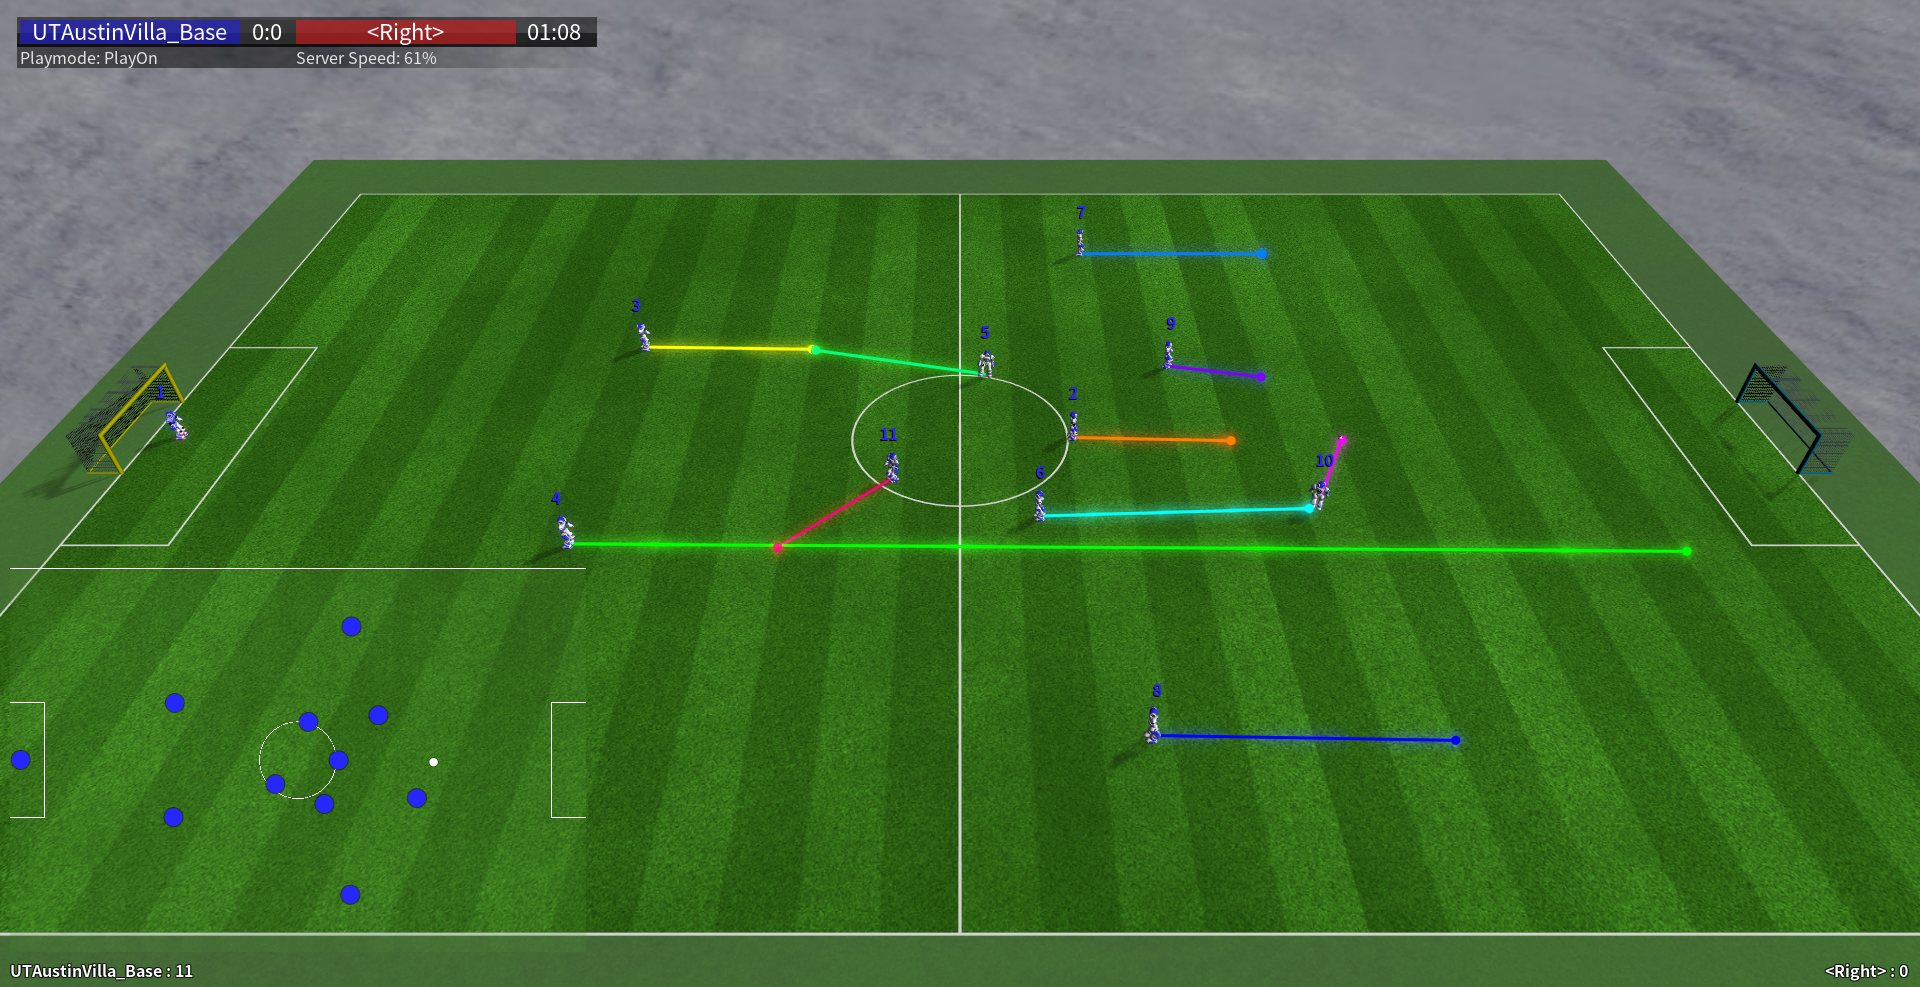 UTAustinVilla_Base 0:0 <Right> 01:08
Playmode: PlayOn Server Speed: 61%
7
3
9
5
1
2
11
10
6
4
8
UTAustinVilla_Base : 11
<Right> : 0